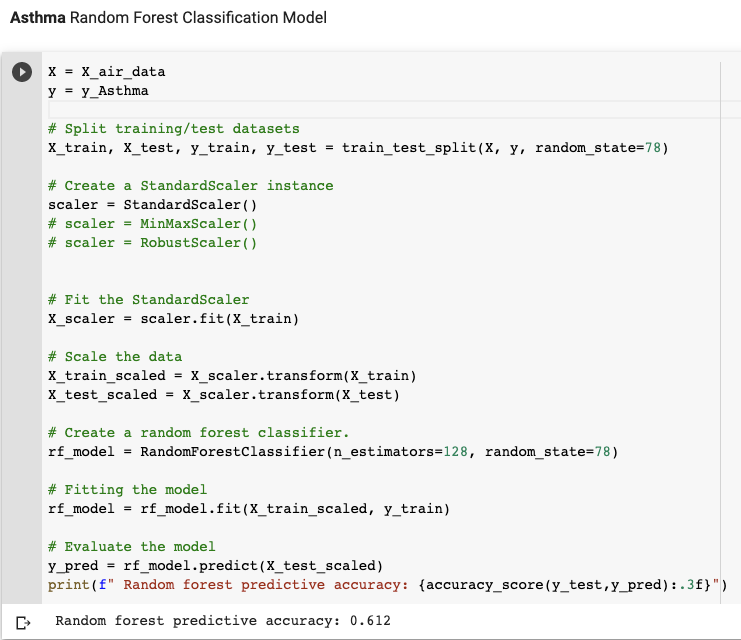 Asthma Random Forest Classification Model
X = X_air_data
y = y_Asthma
# Split training/test datasets
X_train, X_test, y_train, y_test = train_test_split(X, y, random_state=78)
# Create a StandardScaler instance
scaler = StandardScaler()
# scaler = MinMaxScaler()
# scaler = RobustScaler()
# Fit the StandardScaler
X_scaler = scaler.fit(X_train)
# Scale the data
X_train_scaled = X_scaler.transform(X_train)
X_test_scaled = X_scaler.transform(X_test)
# Create a random forest classifier.
rf_model = RandomForestClassifier(n_estimators=128, random_state=78)
# Fitting the model
rf_model = rf_model.fit(X_train_scaled, y_train)
# Evaluate the model
y_pred = rf_model.predict(X_test_scaled)
print(f" Random forest predictive accuracy: {accuracy_score(y_test,y_pred):.3f}")
Random forest predictive accuracy: 0.612